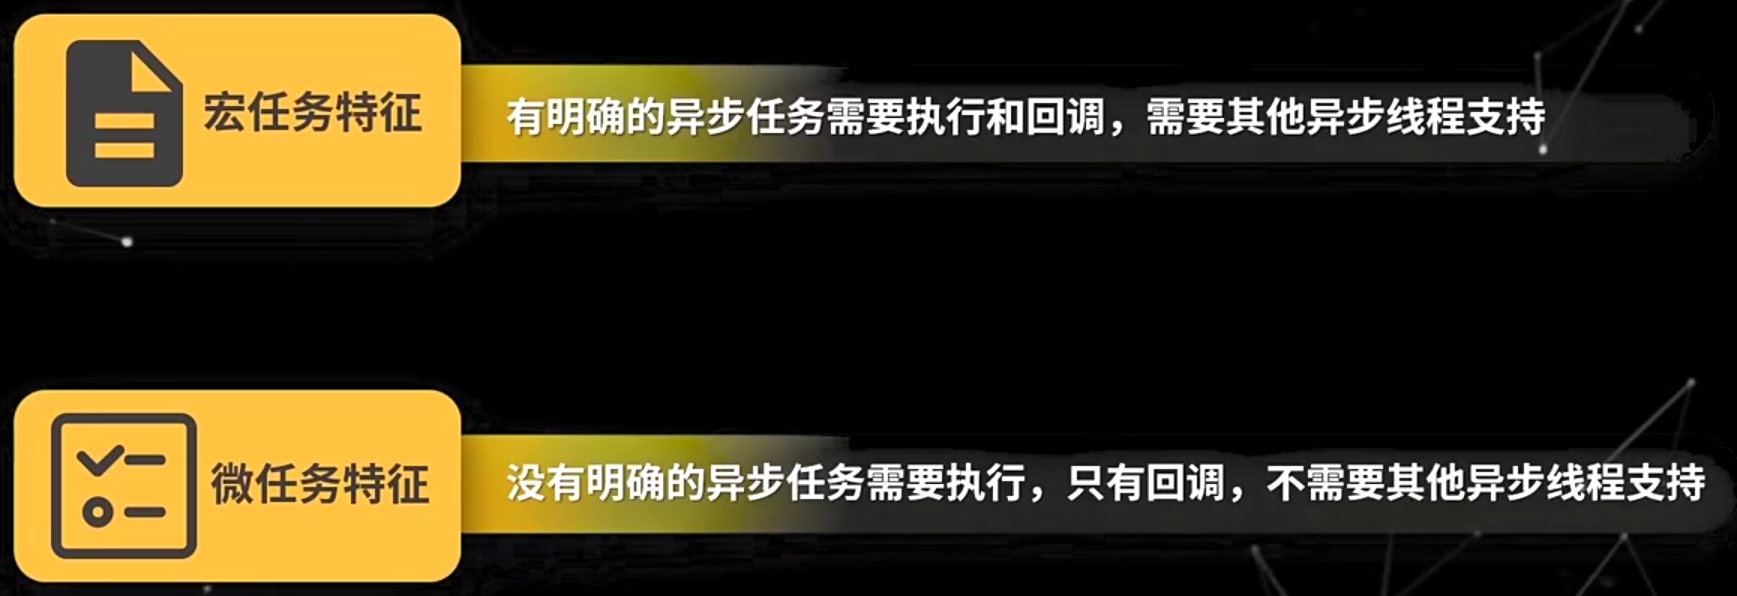 宏任务特征
有明确的异步任务需要执行和回调，需要其他异步线程支持
微任务特征
没有明确的异步任务需要执行，只有回调，不需要其他异步线程支持